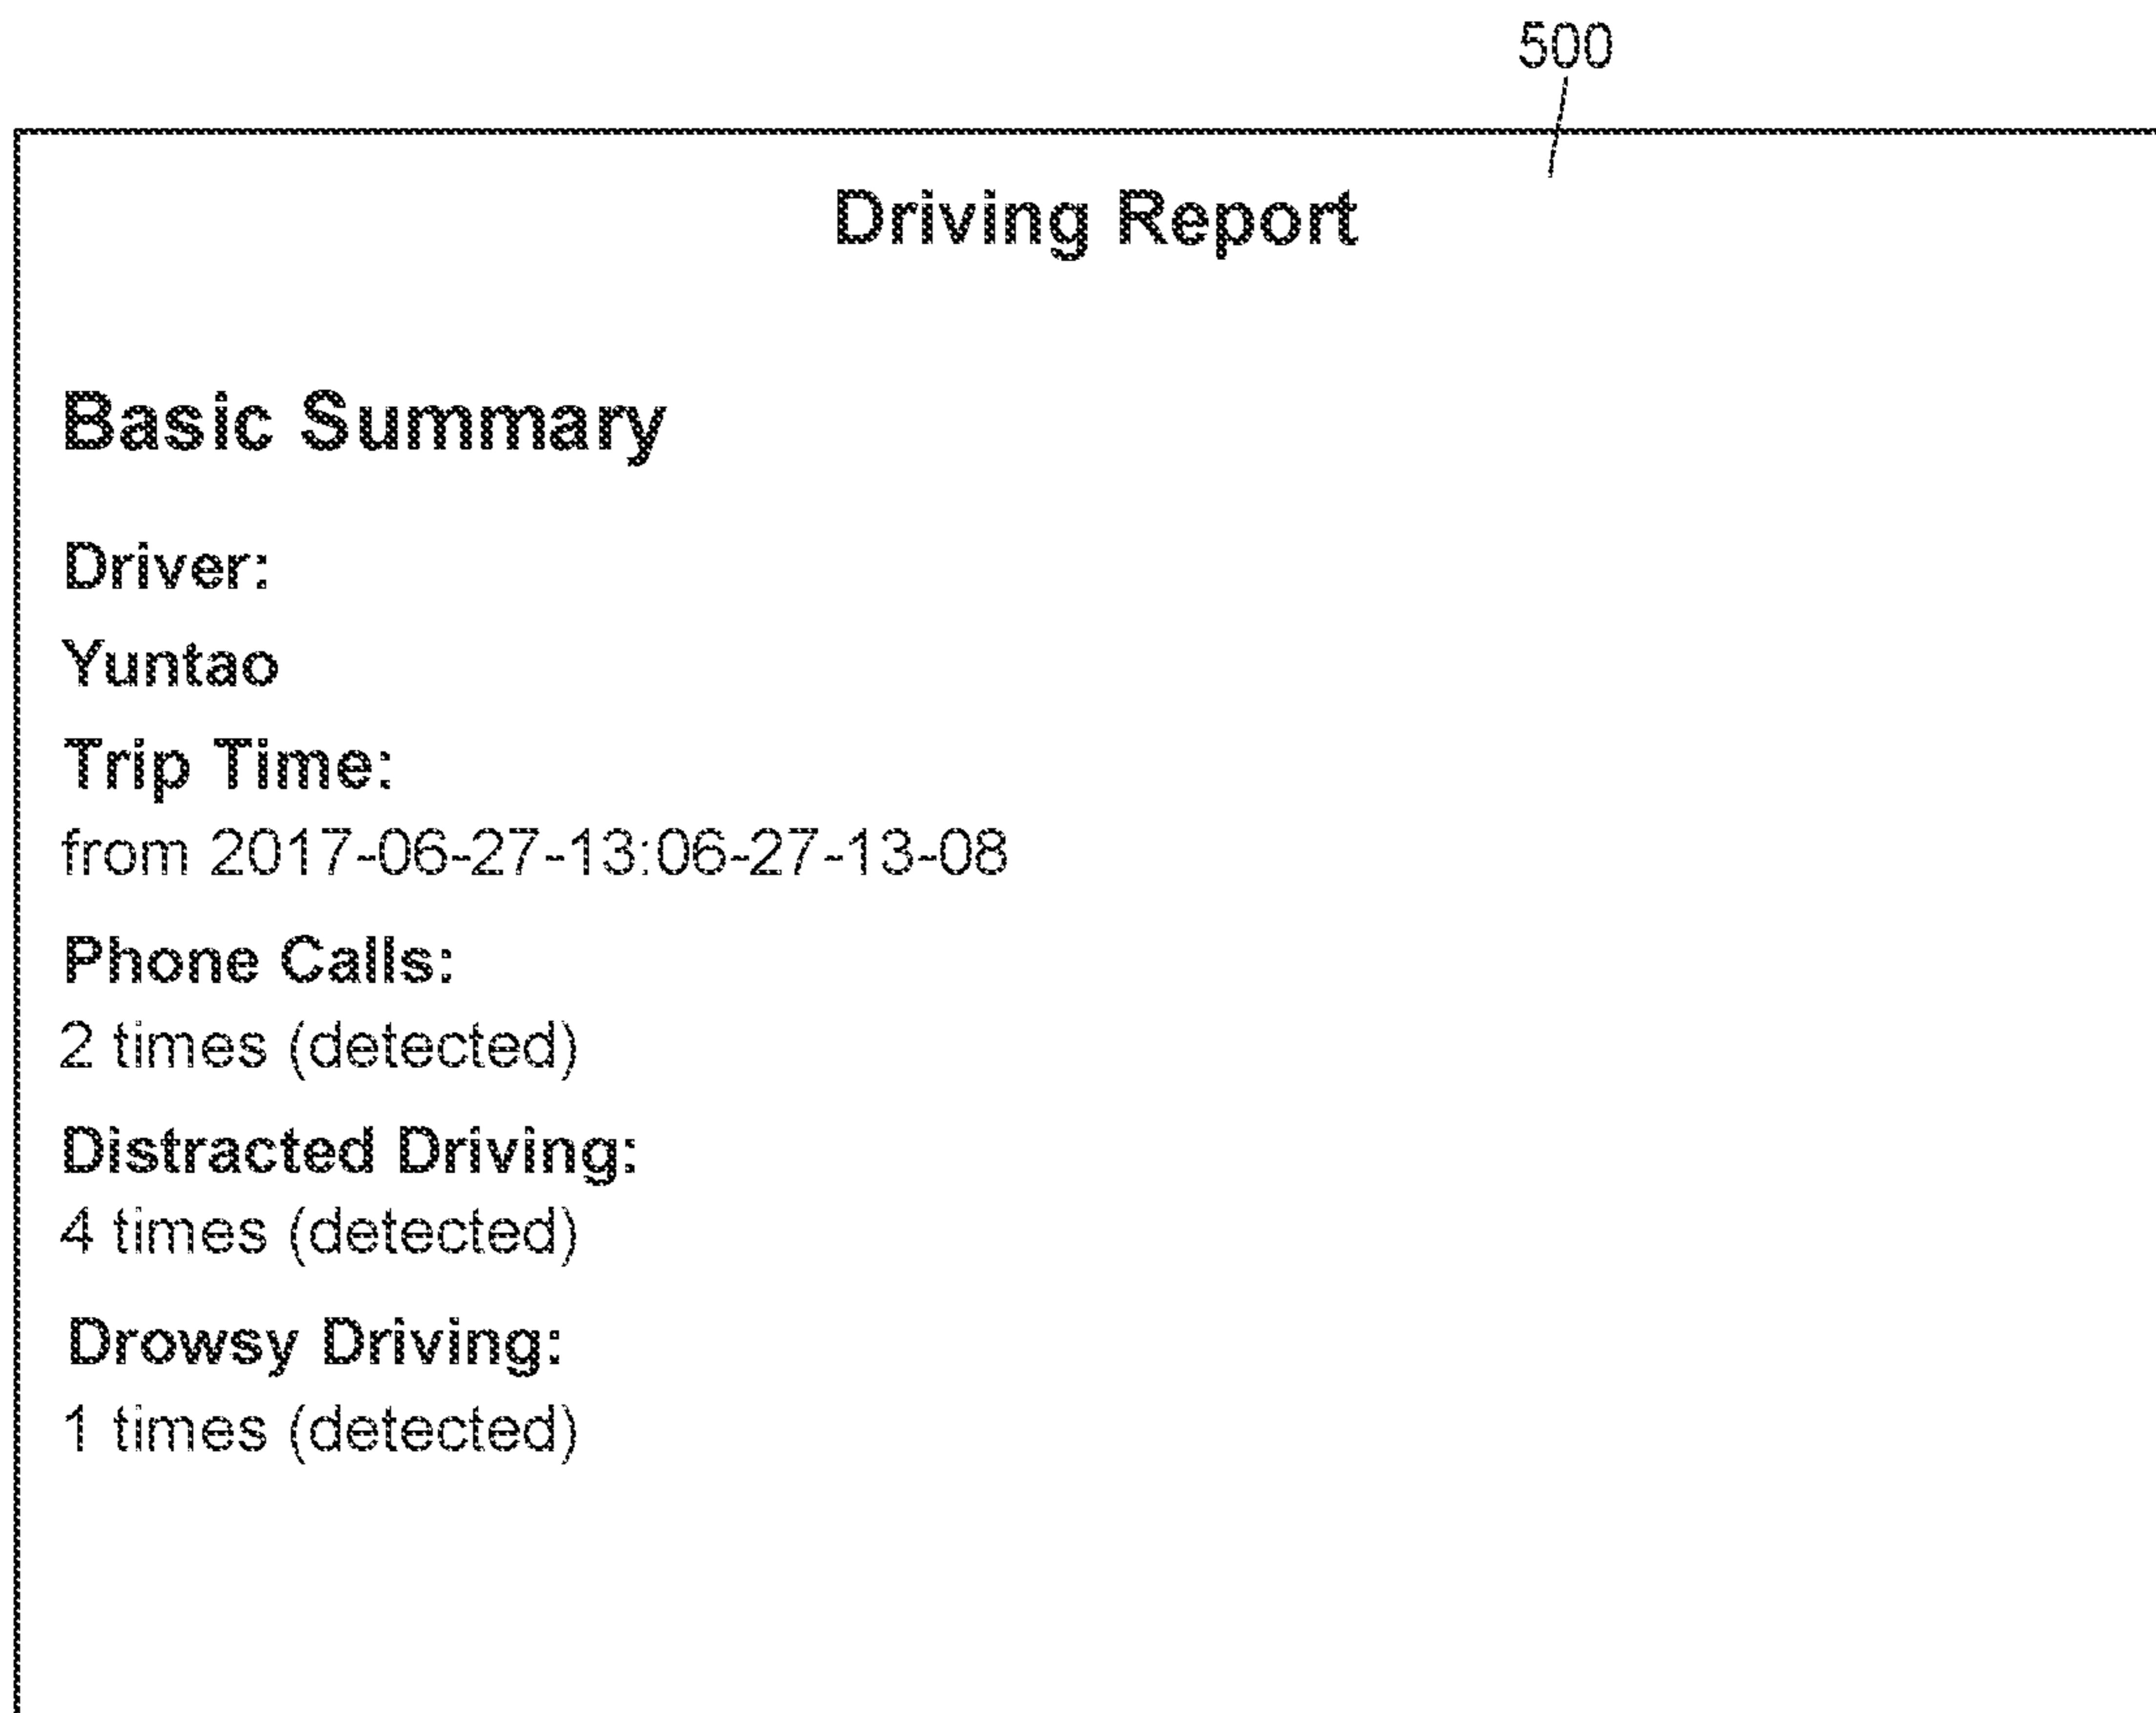 500
Driving Report
Basic Summary
Driver:
Yuntao
Trip Time:
from 2017-06-27-13:06-27-13-08
Phone Calls:
2 times (detected)
Distracted Driving:
4 times (detected)
Drowsy Driving:
1 times (detected)